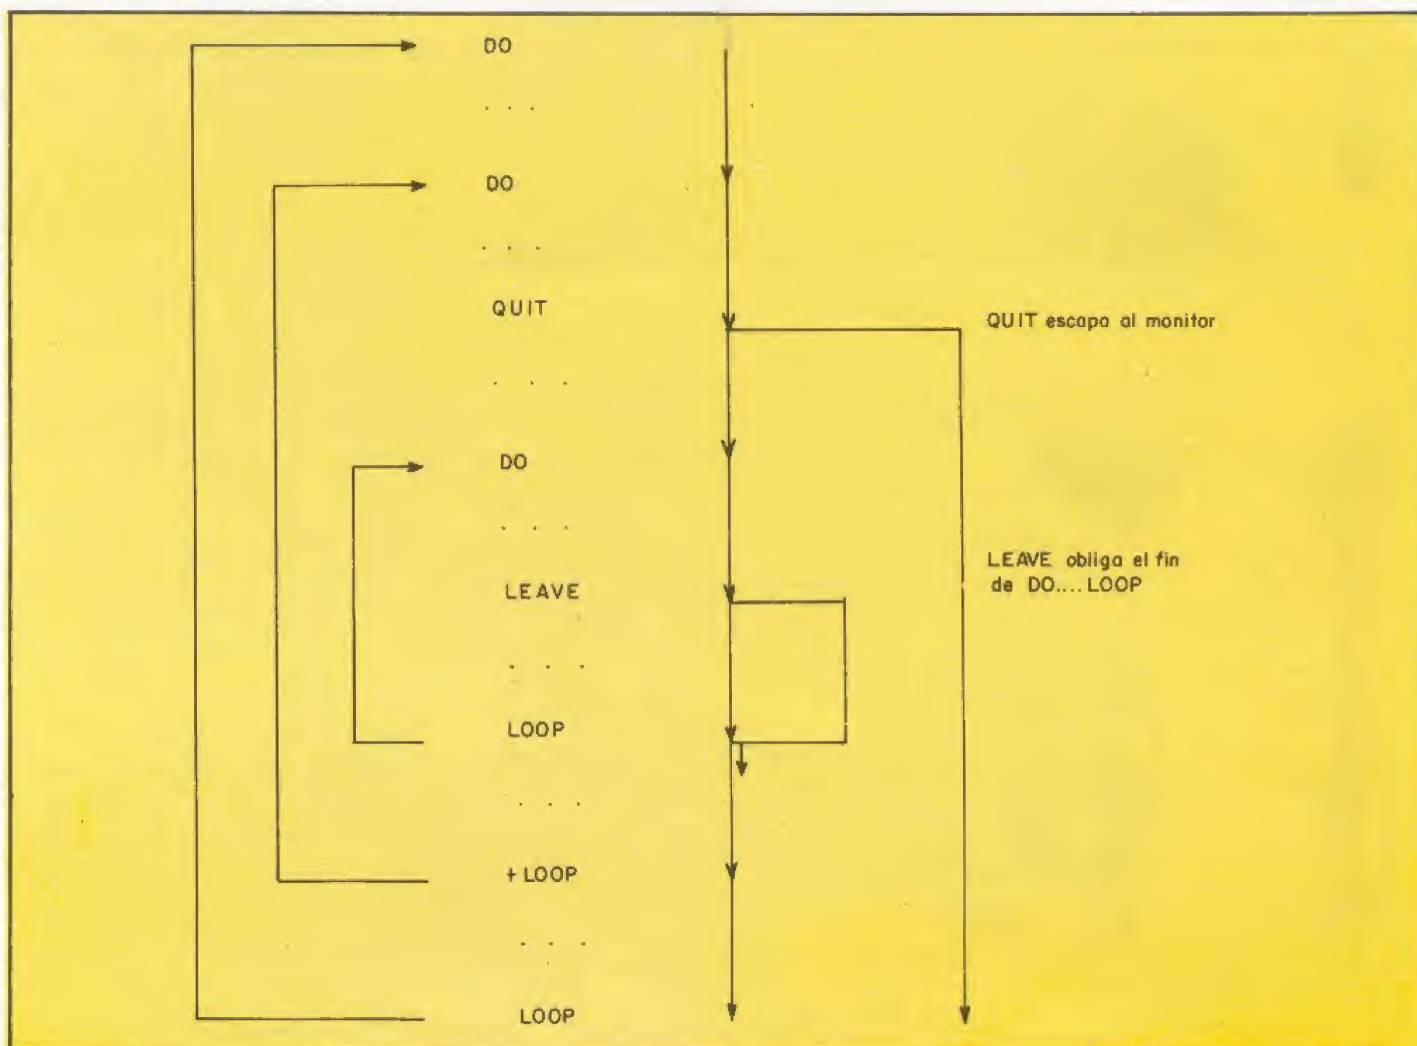 DO
. . .
DO
. . .
QUIT
QUIT escapa al monitor
. . .
DO
. . .
LEAVE obliga el fin
de DO....LOOP
LEAVE
. . .
LOOP
. . .
+ LOOP
. . .
LOOP